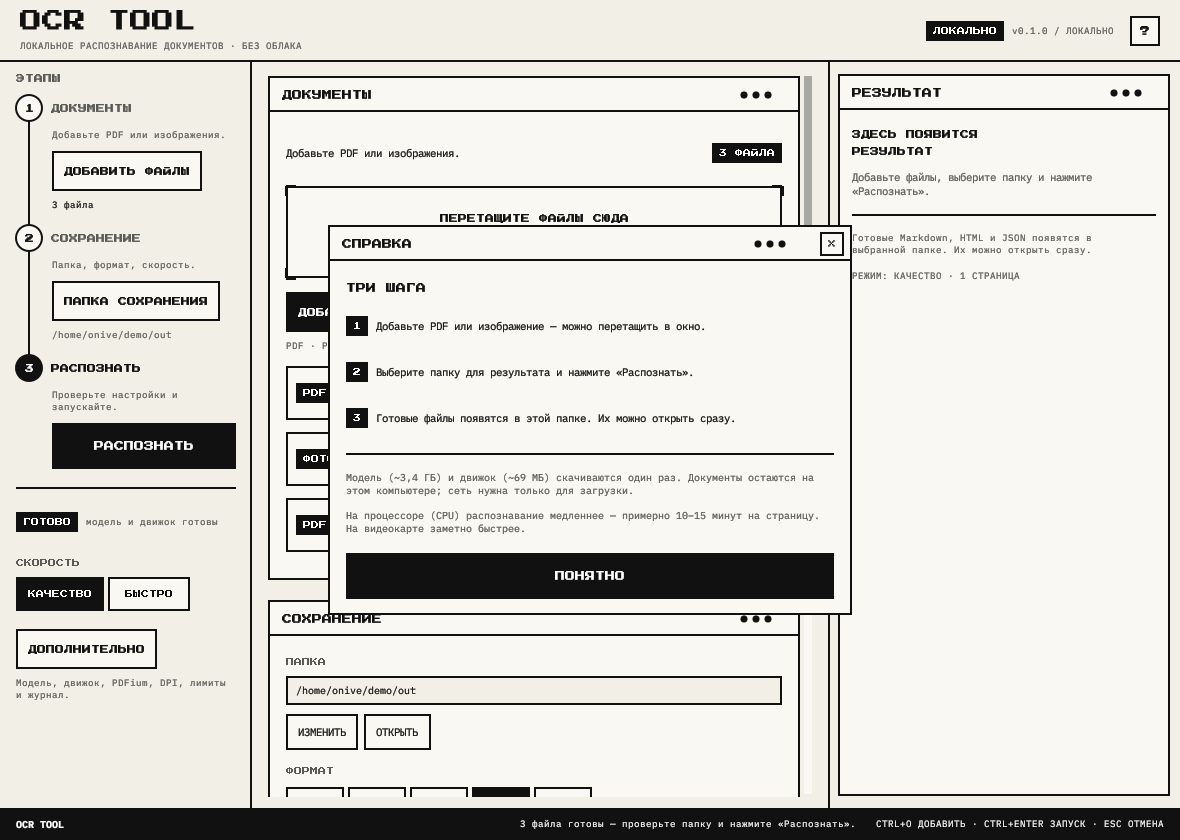 OCR TOOL
ЛОКАЛЬНОЕ РАСПОЗНАВАНИЕ ДОКУМЕНТОВ · БЕЗ ОБЛАКА
ЛОКАЛЬНО
v0.1.0 / ЛОКАЛЬНО
?
ЭТАПЫ
1 ДОКУМЕНТЫ
Добавьте PDF или изображения.
ДОБАВИТЬ ФАЙЛЫ
3 файла
2 СОХРАНЕНИЕ
Папка, формат, скорость.
ПАПКА СОХРАНЕНИЯ
/home/onive/demo/out
3 РАСПОЗНАТЬ
Проверьте настройки и
запускайте.
РАСПОЗНАТЬ
ГОТОВО модель и движок готовы
СКОРОСТЬ
КАЧЕСТВО БЫСТРО
ДОПОЛНИТЕЛЬНО
Модель, движок, PDFium, DPI, лимиты
и журнал.
ДОКУМЕНТЫ
Добавьте PDF или изображения.
3 ФАЙЛА
ПЕРЕТАЩИТЕ ФАЙЛЫ СЮДА
PDF
PDF
СПРАВКА
×
ТРИ ШАГА
1 Добавьте PDF или изображение — можно перетащить в окно.
2 Выберите папку для результата и нажмите «Распознать».
3 Готовые файлы появятся в этой папке. Их можно открыть сразу.
Модель (~3,4 ГБ) и движок (~69 МБ) скачиваются один раз. Документы остаются на
этом компьютере; сеть нужна только для загрузки.
На процессоре (CPU) распознавание медленнее — примерно 10–15 минут на страницу.
На видеокарте заметно быстрее.
ПОНЯТНО
СОХРАНЕНИЕ
ПАПКА
/home/onive/demo/out
ИЗМЕНИТЬ ОТКРЫТЬ
ФОРМАТ
РЕЗУЛЬТАТ
ЗДЕСЬ ПОЯВИТСЯ
РЕЗУЛЬТАТ
Добавьте файлы, выберите папку и нажмите
«Распознать».
Готовые Markdown, HTML и JSON появятся в
выбранной папке. Их можно открыть сразу.
РЕЖИМ: КАЧЕСТВО · 1 СТРАНИЦА
OCR TOOL
3 файла готовы — проверьте папку и нажмите «Распознать».
CTRL+O ДОБАВИТЬ · CTRL+ENTER ЗАПУСК · ESC ОТМЕНА